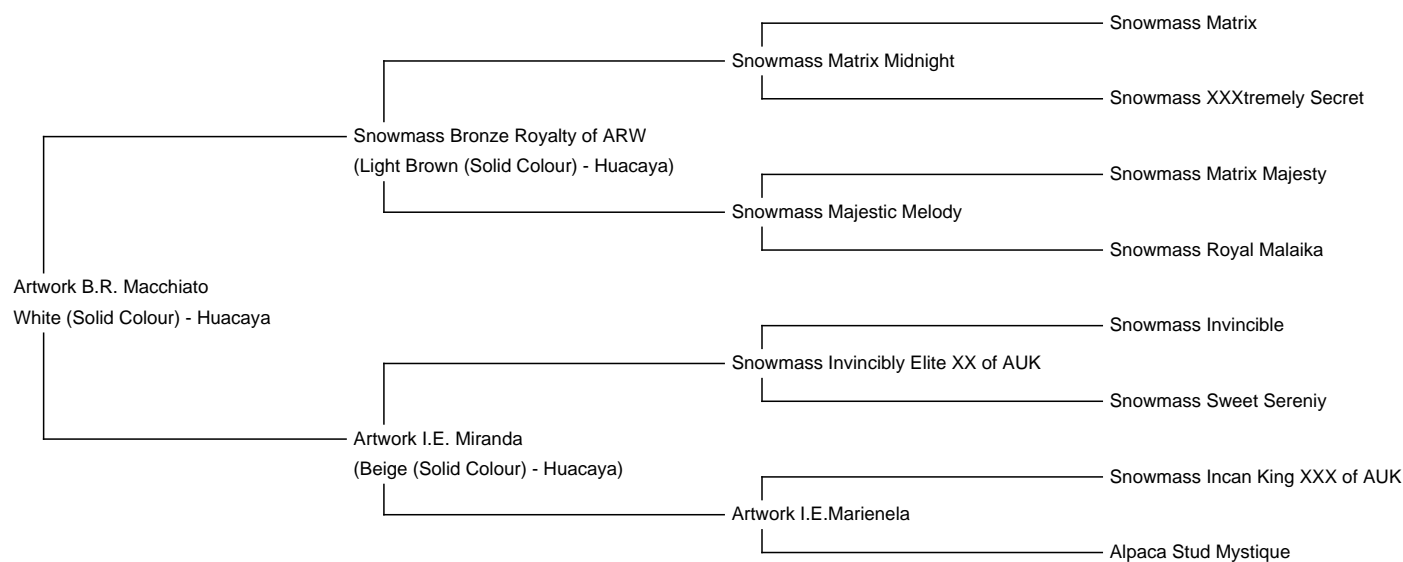 Snowmass Matrix
Snowmass Matrix Midnight
Snowmass XXXtremely Secret
Snowmass Bronze Royalty of ARW
(Light Brown (Solid Colour) - Huacaya)
Snowmass Matrix Majesty
Snowmass Majestic Melody
Snowmass Royal Malaika
Artwork B.R. Macchiato
White (Solid Colour) - Huacaya
Snowmass Invincible
Snowmass Invincibly Elite XX of AUK
Snowmass Sweet Sereniy
Artwork I.E. Miranda
(Beige (Solid Colour) - Huacaya)
Snowmass Incan King XXX of AUK
Artwork I.E.Marienela
Alpaca Stud Mystique